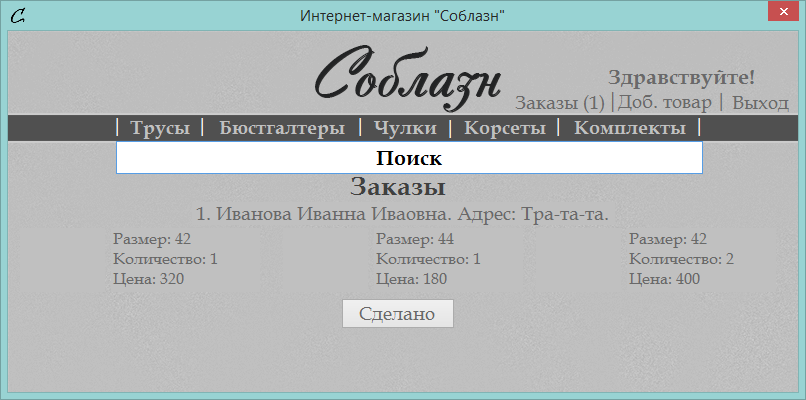 Интернет-магазин "Соблазн"
Соблазн
Здравствуйте!
Заказы (1) | Доб. товар | Выход
| Трусы | Бюстгалтеры | Чулки | Корсеты | Комплекты |
Поиск
Заказы
1. Иванова Иванна Иваовна. Адрес: Тра-та-та.
Размер: 42
Количество: 1
Цена: 320
Размер: 44
Количество: 1
Цена: 180
Размер: 42
Количество: 2
Цена: 400
Сделано